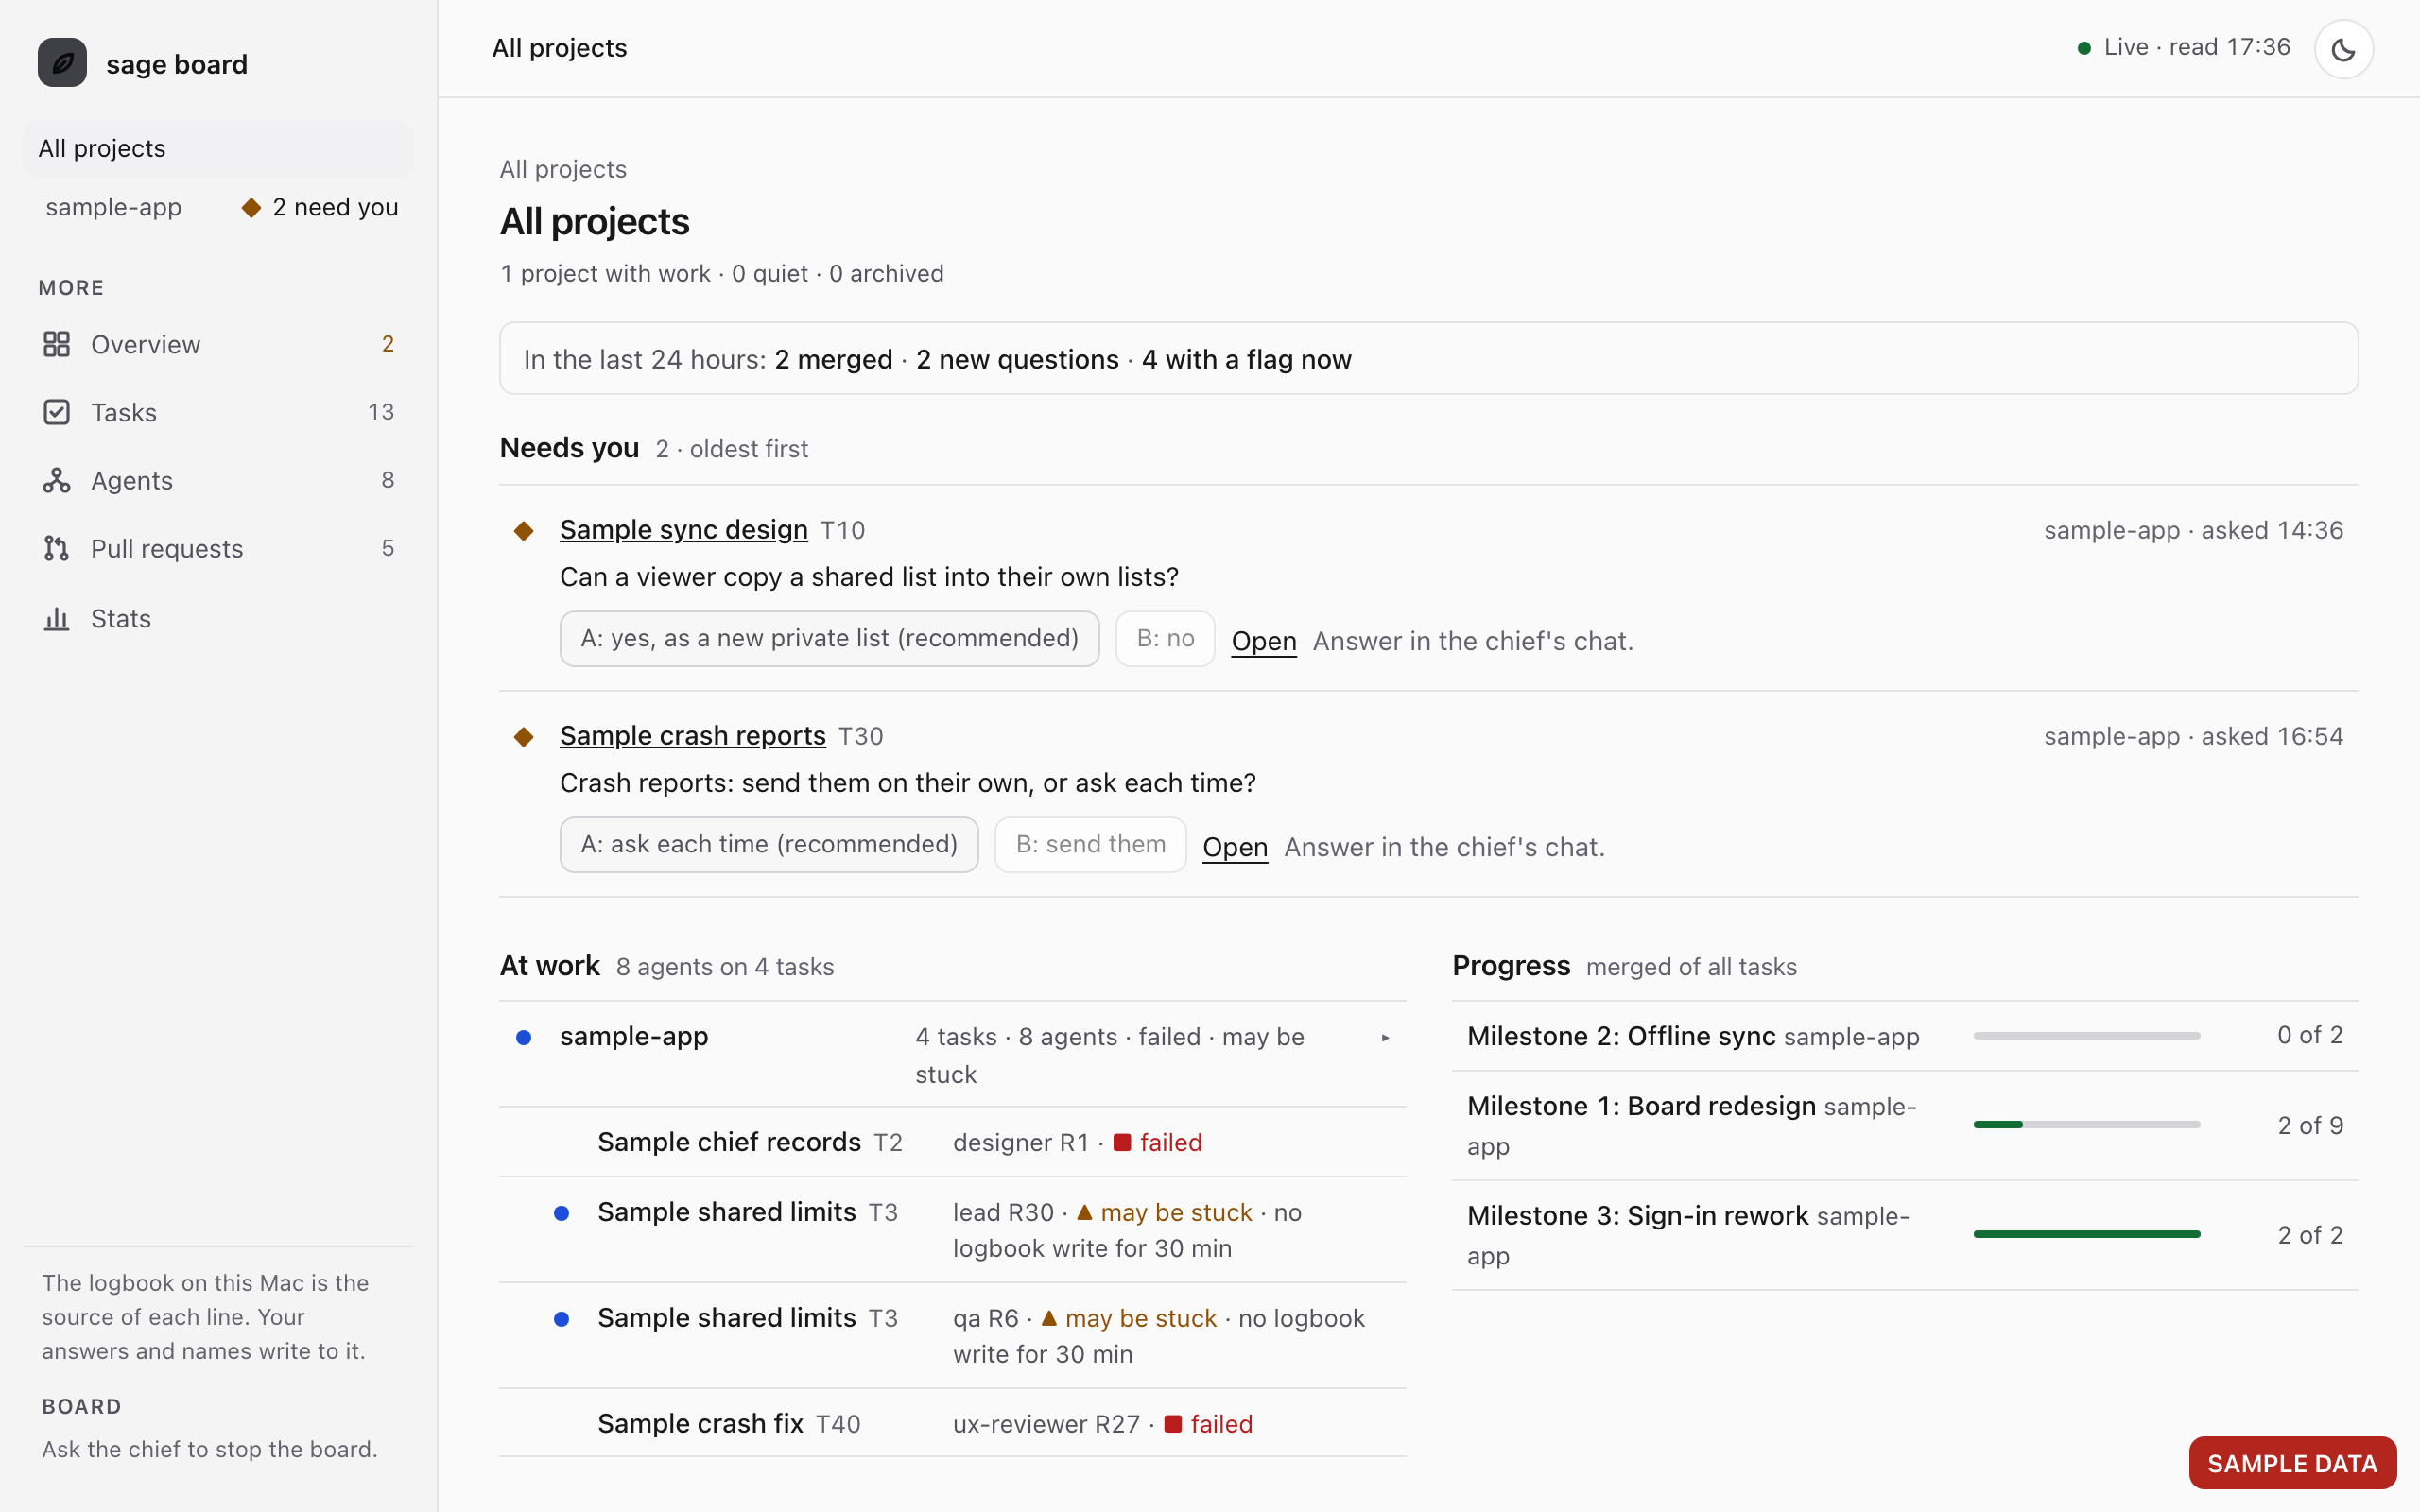 sage board
All projects
sample-app 2 need you
MORE
Overview 2
Tasks 13
Agents 8
Pull requests 5
Stats
The logbook on this Mac is the
source of each line. Your
answers and names write to it.
BOARD
Ask the chief to stop the board.
All projects
Live · read 17:36
All projects
All projects
1 project with work · 0 quiet · 0 archived
In the last 24 hours: 2 merged · 2 new questions · 4 with a flag now
Needs you 2 · oldest first
Sample sync design T10 sample-app · asked 14:36
Can a viewer copy a shared list into their own lists?
A: yes, as a new private list (recommended) B: no Open Answer in the chief's chat.
Sample crash reports T30 sample-app · asked 16:54
Crash reports: send them on their own, or ask each time?
A: ask each time (recommended) B: send them Open Answer in the chief's chat.
At work 8 agents on 4 tasks
sample-app 4 tasks · 8 agents · failed · may be
stuck
Sample chief records T2 designer R1 · failed
Sample shared limits T3 lead R30 · may be stuck · no
logbook write for 30 min
Sample shared limits T3 qa R6 · may be stuck · no logbook
write for 30 min
Sample crash fix T40 ux-reviewer R27 · failed
Progress merged of all tasks
Milestone 2: Offline sync sample-app 0 of 2
Milestone 1: Board redesign sample-
app 2 of 9
Milestone 3: Sign-in rework sample-
app 2 of 2
SAMPLE DATA